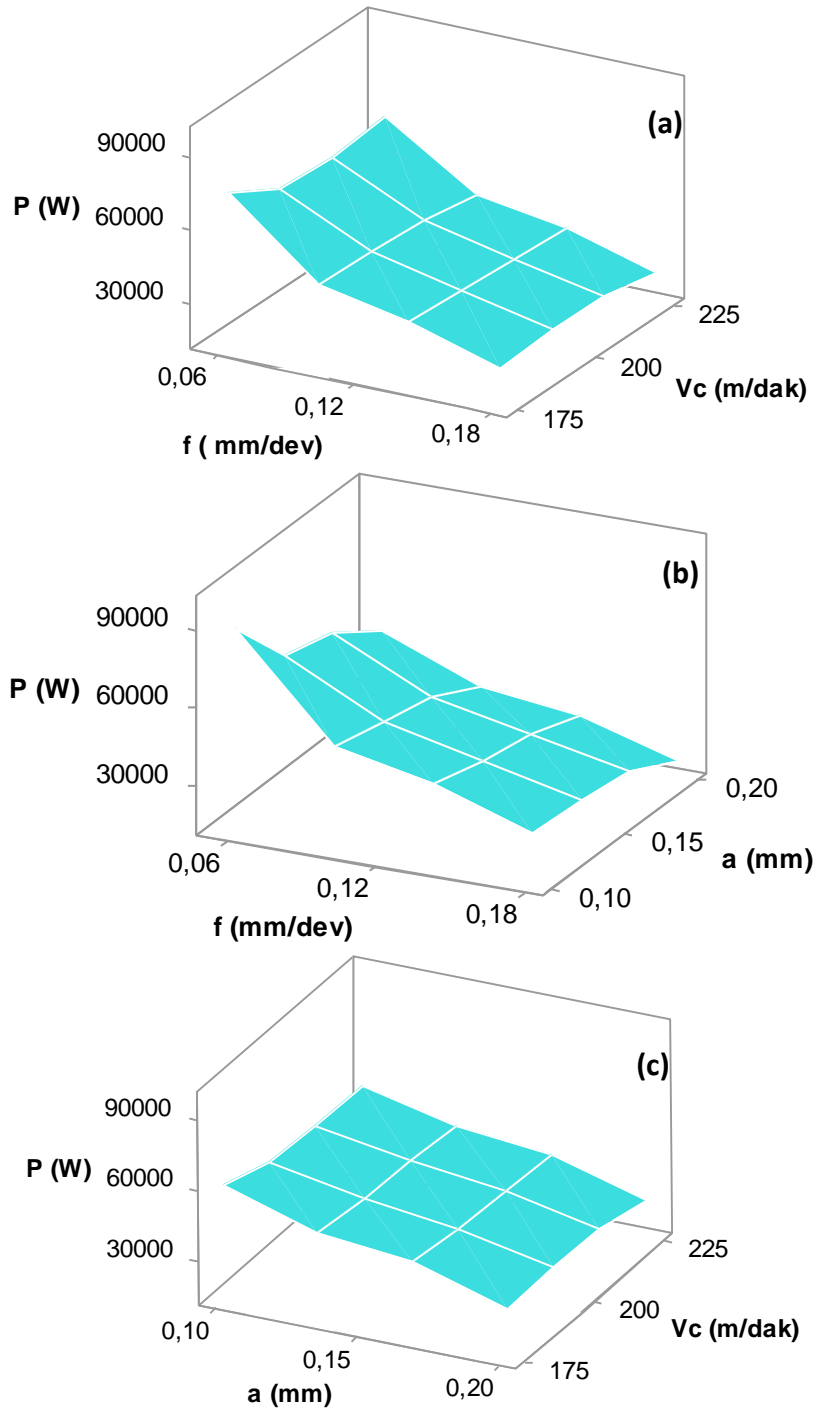 (a)
90000
P (W)
60000
30000
225
200
Vc (m/dak)
0,06
0,12
0,18
175
f ( mm/dev)
(b)
90000
P (W)
60000
30000
0,20
0,15
a (mm)
0,06
0,12
0,18
0,10
f (mm/dev)
(c)
90000
P (W)
60000
30000
225
200
Vc (m/dak)
0,10
0,15
0,20
175
a (mm)